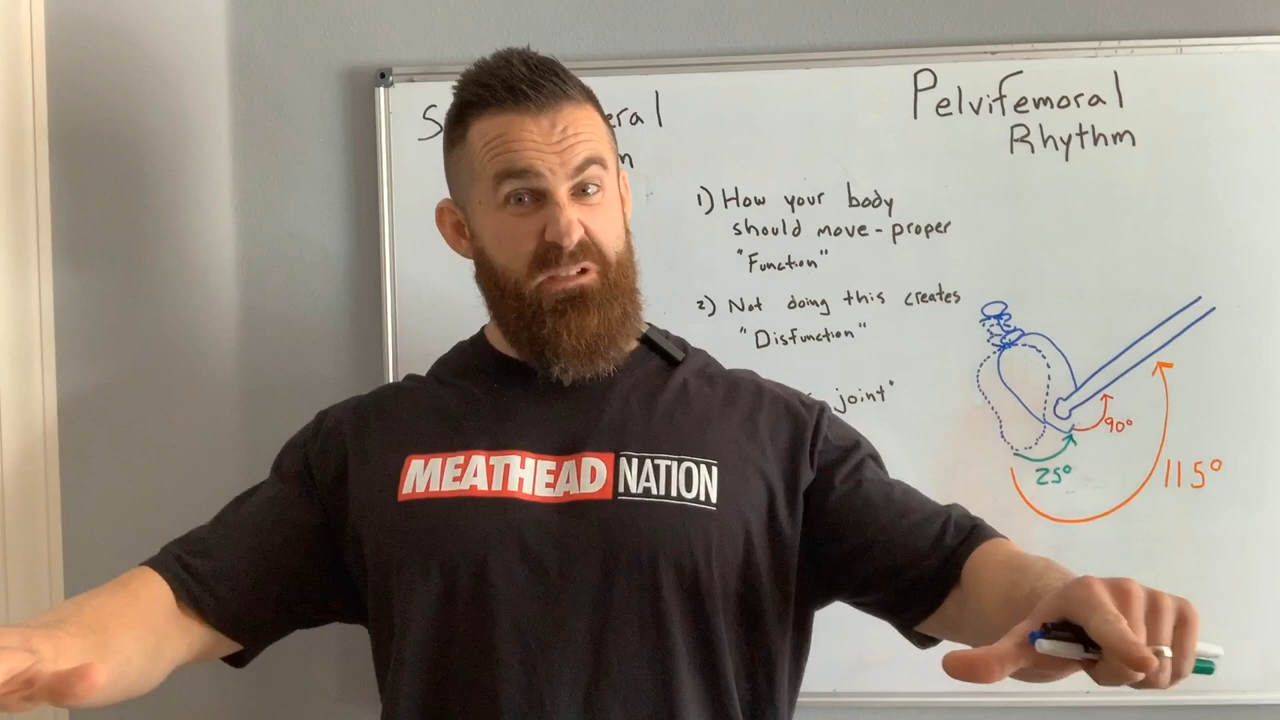 Pelvifemoral
Rhythm
1) How your body
should move - proper
"Function"
2) Not doing this creates
"Disfunction"
joint"
90°
25°
115°
MEATHEAD NATION